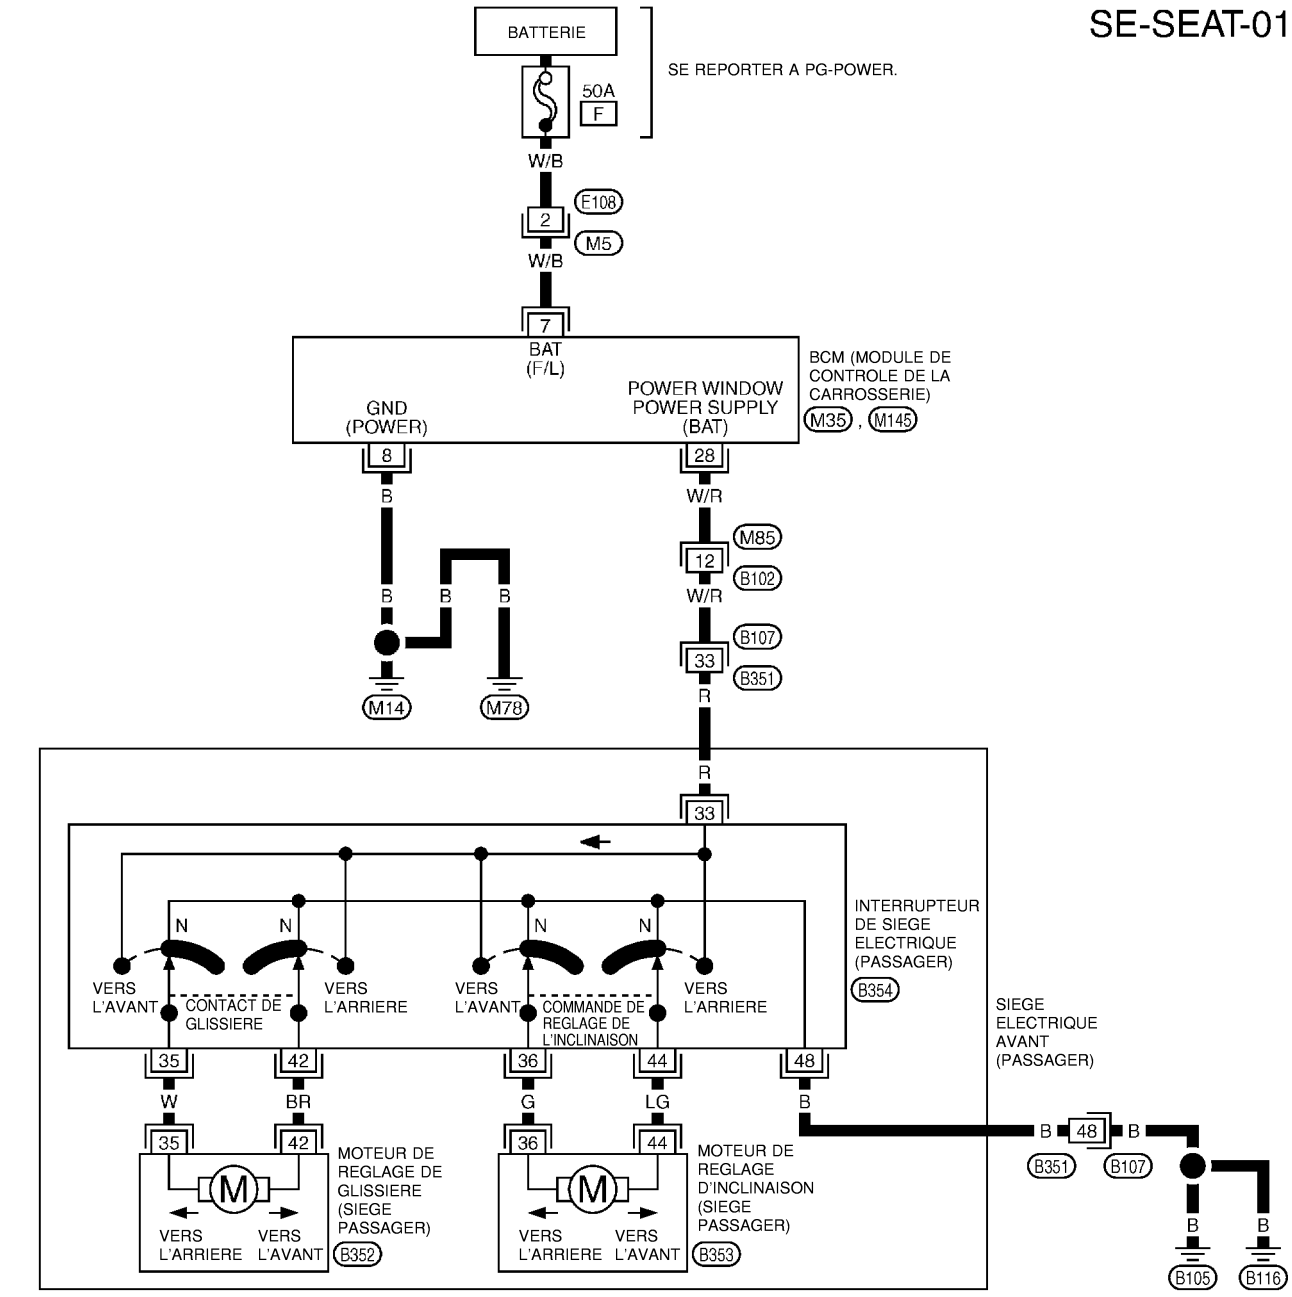 SE-SEAT-01
BATTERIE
SE REPORTER A PG-POWER.
50A
F
W/B
E108
2
M5
W/B
7
BAT
(F/L)
BCM (MODULE DE
CONTROLE DE LA
CARROSSERIE)
M35 , M145
POWER WINDOW
POWER SUPPLY
(BAT)
GND
(POWER)
8
28
B
W/R
M85
12
B102
B B B
W/R
B107
33
B351
R
M14
M78
R
33
INTERRUPTEUR
DE SIEGE
ELECTRIQUE
(PASSAGER)
B354
N N N N
VERS
L'AVANT
CONTACT DE
GLISSIERE
VERS
L'ARRIERE
VERS
L'AVANT
COMMANDE DE
REGLAGE DE
L'INCLINAISON
VERS
L'ARRIERE
SIEGE
ELECTRIQUE
AVANT
(PASSAGER)
35 42 36 44 48
W BR G LG B
35 42 36 44
B 48 B
B351 B107
MOTEUR DE
REGLAGE DE
GLISSIERE
(SIEGE
PASSAGER)
B352
M
VERS
L'ARRIERE
VERS
L'AVANT
MOTEUR DE
REGLAGE
D'INCLINAISON
(SIEGE
PASSAGER)
B353
M
VERS
L'ARRIERE
VERS
L'AVANT
B B
B105 B116